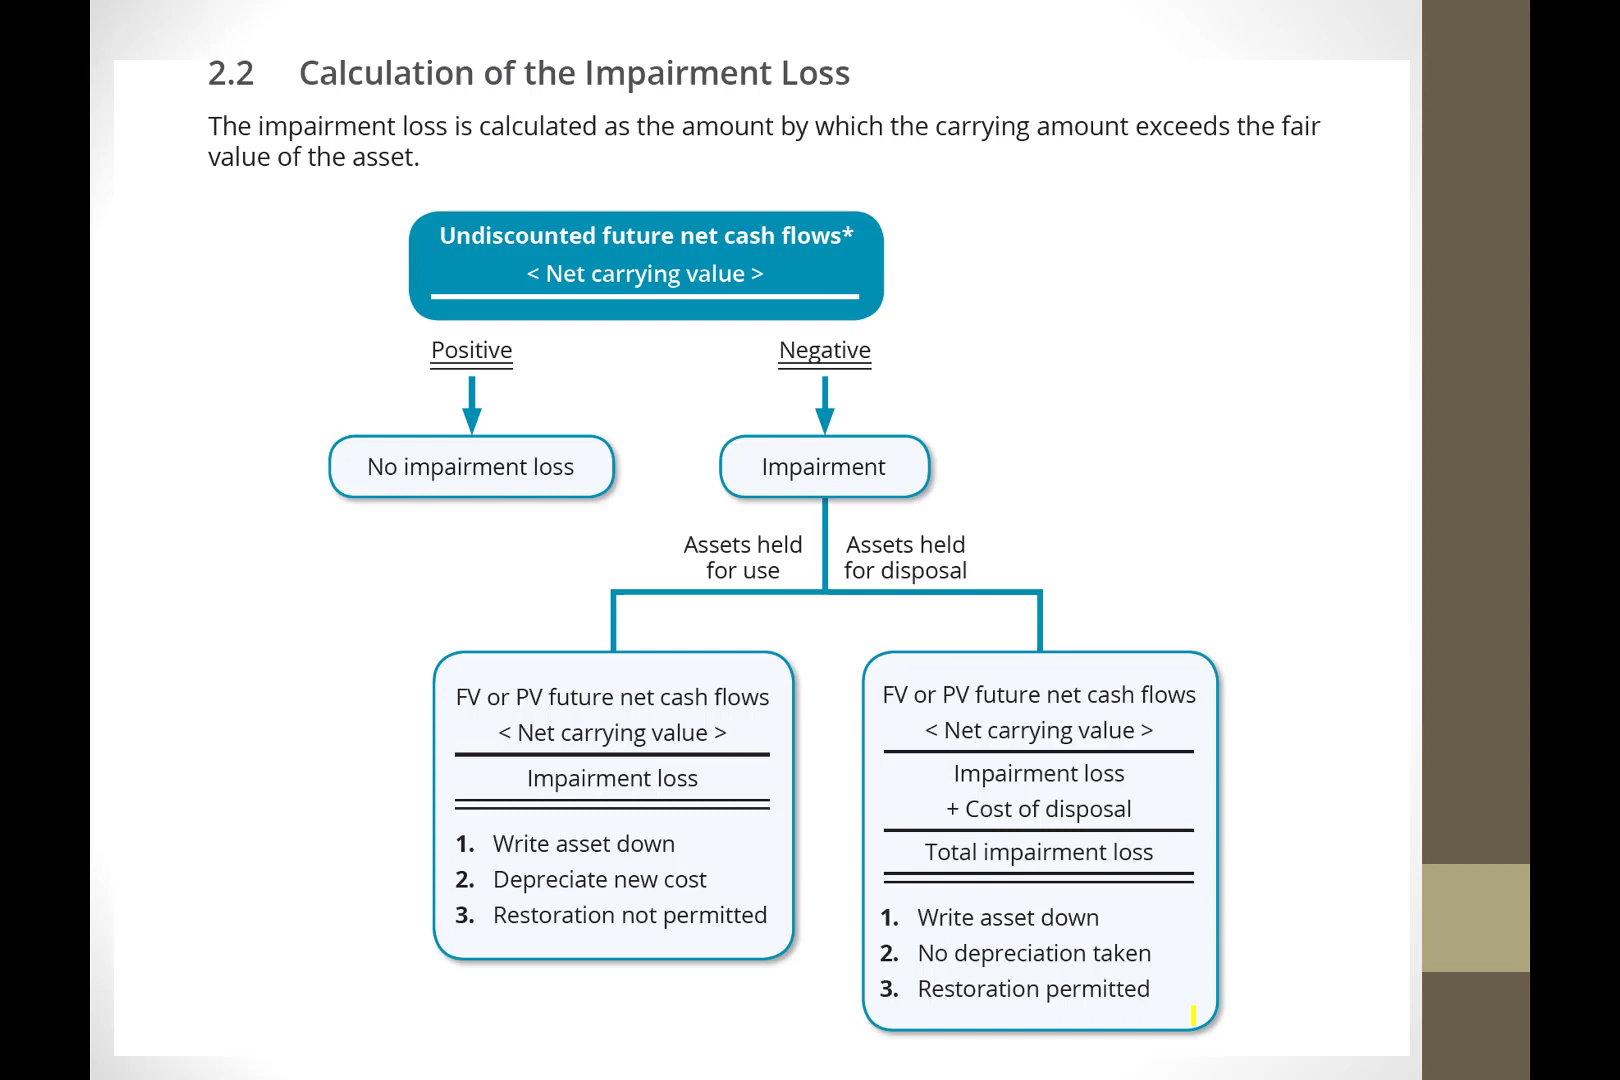 2.2 Calculation of the Impairment Loss
The impairment loss is calculated as the amount by which the carrying amount exceeds the fair
value of the asset.
Undiscounted future net cash flows*
< Net carrying value >
Positive
Negative
No impairment loss
Impairment
Assets held
for use
Assets held
for disposal
FV or PV future net cash flows
< Net carrying value >
Impairment loss
1. Write asset down
2. Depreciate new cost
3. Restoration not permitted
FV or PV future net cash flows
< Net carrying value >
Impairment loss
+ Cost of disposal
Total impairment loss
1. Write asset down
2. No depreciation taken
3. Restoration permitted